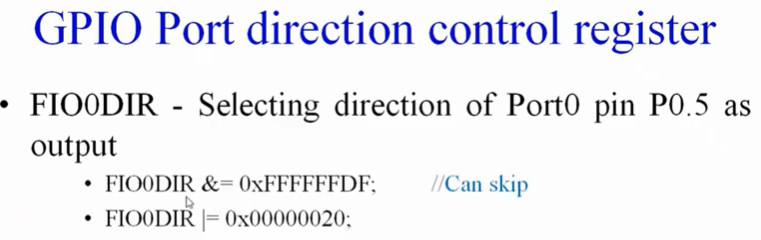 GPIO Port direction control register
• FIO0DIR - Selecting direction of Port0 pin P0.5 as
output
• FIO0DIR &= 0xFFFFFFDF; //Can skip
• FIO0DIR |= 0x00000020;